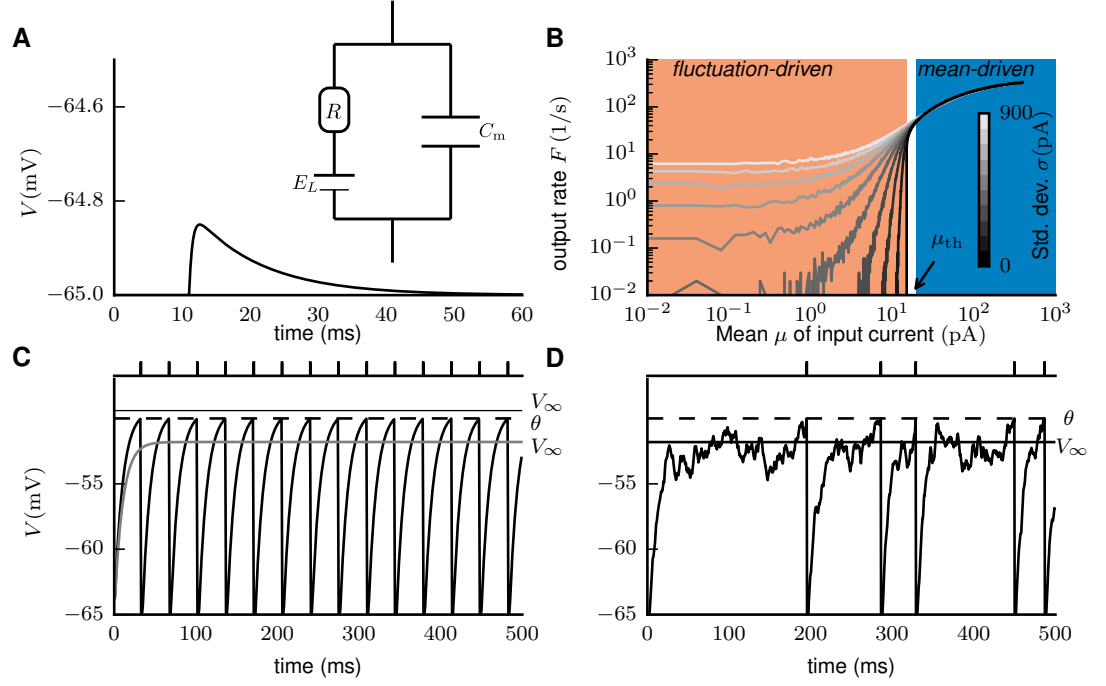 A
−64.6
−64.8
−65.0
V(mV)
0 10 20 30 40 50 60
time (ms)
R
E_L
C_m
B
fluctuation-driven
mean-driven
10^3
10^2
10^1
10^0
10^−1
10^−2
output rate F (1/s)
10^−2 10^−1 10^0 10^1 10^2 10^3
Mean μ of input current (pA)
900
0
Std. dev. σ(pA)
μ_th
C
V_∞
θ
V_∞
−55
−60
−65
V(mV)
0 100 200 300 400 500
time (ms)
D
θ
V_∞
−55
−60
−65
0 100 200 300 400 500
time (ms)